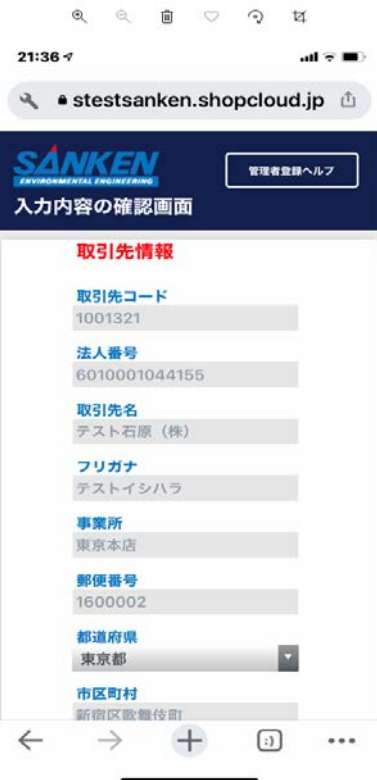 21:36
stestsanken.shopcloud.jp
SANKEN
ENVIRONMENTAL ENGINEERING
管理者登録ヘルプ
入力内容の確認画面
取引先情報
取引先コード
1001321
法人番号
6010001044155
取引先名
テスト石原（株）
フリガナ
テストイシハラ
事業所
東京本店
郵便番号
1600002
都道府県
東京都
市区町村
新宿区歌舞伎町
:)